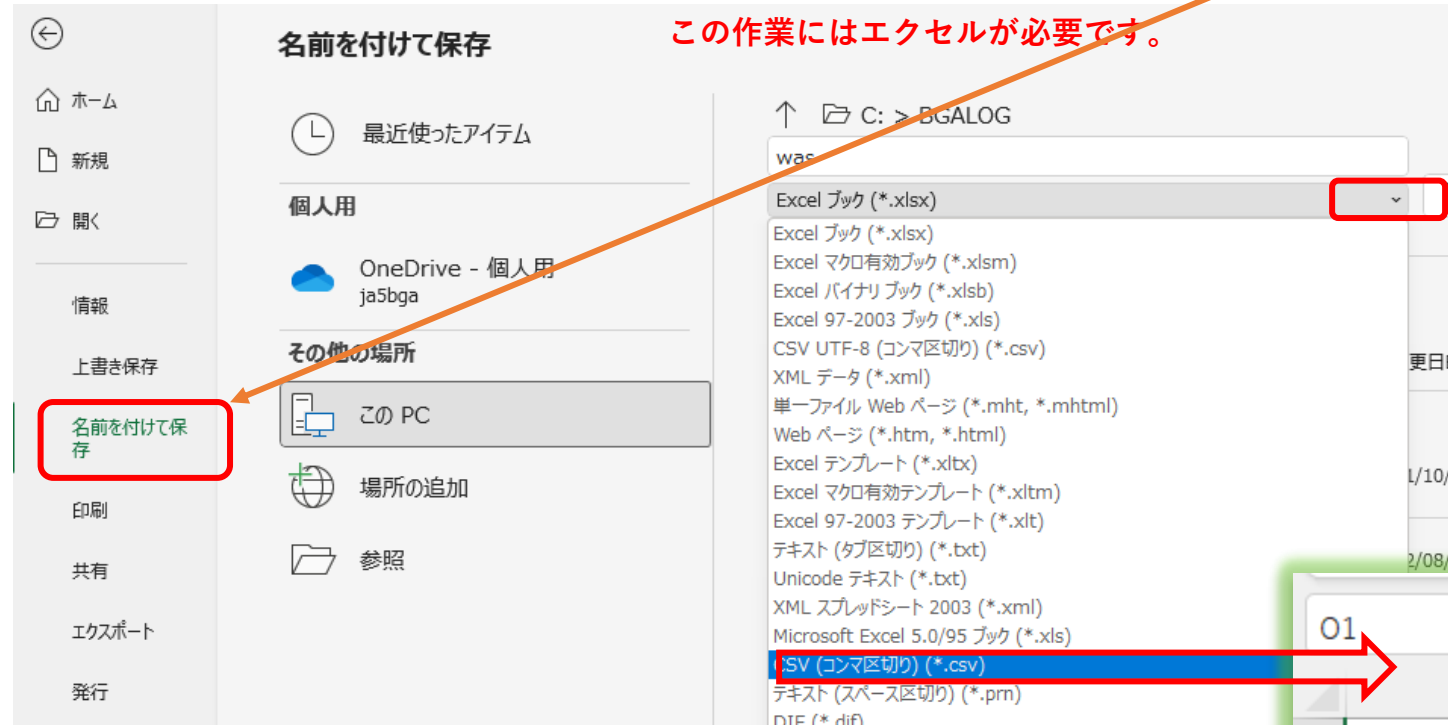 この作業にはエクセルが必要です。
名前を付けて保存
ホーム
新規
開く
情報
上書き保存
名前を付けて保
存
印刷
共有
エクスポート
発行
最近使ったアイテム
個人用
OneDrive - 個人用
ja5bga
その他の場所
この PC
場所の追加
参照
C: > BGALOG
was
Excel ブック (*.xlsx)
Excel ブック (*.xlsx)
Excel マクロ有効ブック (*.xlsm)
Excel バイナリ ブック (*.xlsb)
Excel 97-2003 ブック (*.xls)
CSV UTF-8 (コンマ区切り) (*.csv)
XML データ (*.xml)
単一ファイル Web ページ (*.mht, *.mhtml)
Web ページ (*.htm, *.html)
Excel テンプレート (*.xltx)
Excel マクロ有効テンプレート (*.xltm)
Excel 97-2003 テンプレート (*.xlt)
テキスト (タブ区切り) (*.txt)
Unicode テキスト (*.txt)
XML スプレッドシート 2003 (*.xml)
Microsoft Excel 5.0/95 ブック (*.xls)
CSV (コンマ区切り) (*.csv)
テキスト (スペース区切り) (*.prn)
DIF (*.dif)
更日
1/10/
2/08/
O1